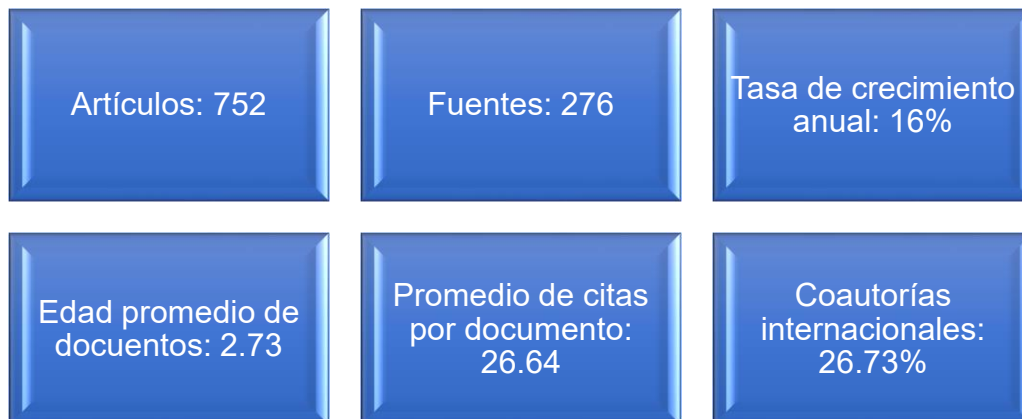 Artículos: 752
Fuentes: 276
Tasa de crecimiento
anual: 16%
Edad promedio de
docuentos: 2.73
Promedio de citas
por documento:
26.64
Coautorías
internacionales:
26.73%